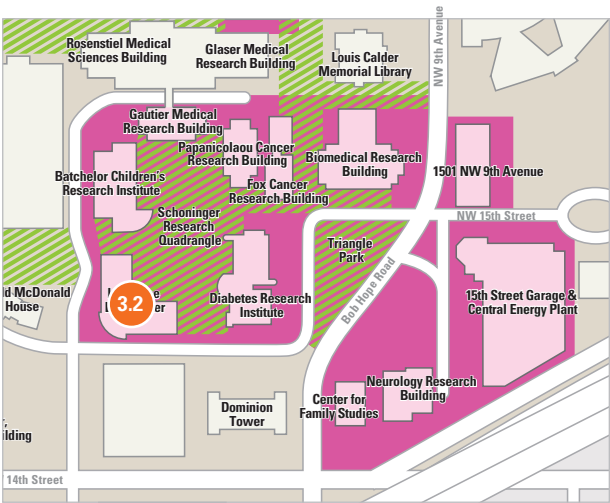 Rosenstiel Medical
Sciences Building
Glaser Medical
Research Building
Louis Calder
Memorial Library
NW 9th Avenue
Gautier Medical
Research Building
Papanicolaou Cancer
Research Building
Biomedical Research
Building
1501 NW 9th Avenue
Batchelor Children's
Research Institute
Fox Cancer
Research Building
Schoninger
Research
Quadrangle
NW 15th Street
Triangle
Park
ld McDonald
House
3.2
er
Diabetes Research
Institute
Bob Hope Road
15th Street Garage &
Central Energy Plant
Neurology Research
Building
Center for
Family Studies
Dominion
Tower
ilding
14th Street